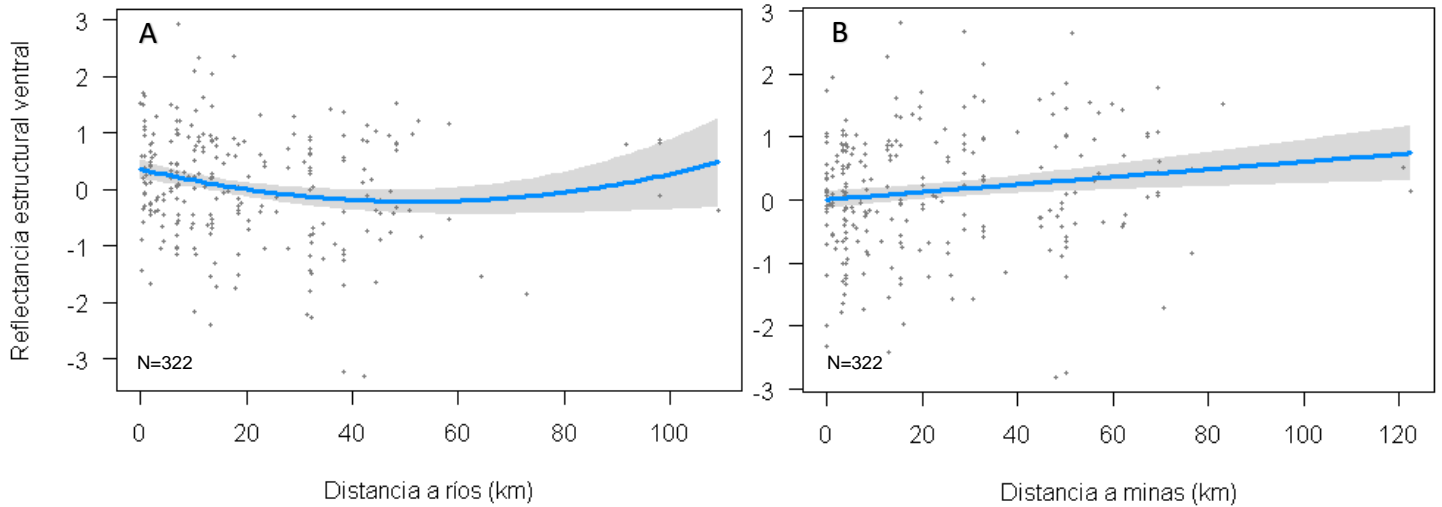 A
B
Reflectancia estructural ventral
3
2
1
0
-1
-2
-3
N=322
0 20 40 60 80 100
Distancia a ríos (km)
3
2
1
0
-1
-2
-3
N=322
0 20 40 60 80 100 120
Distancia a minas (km)